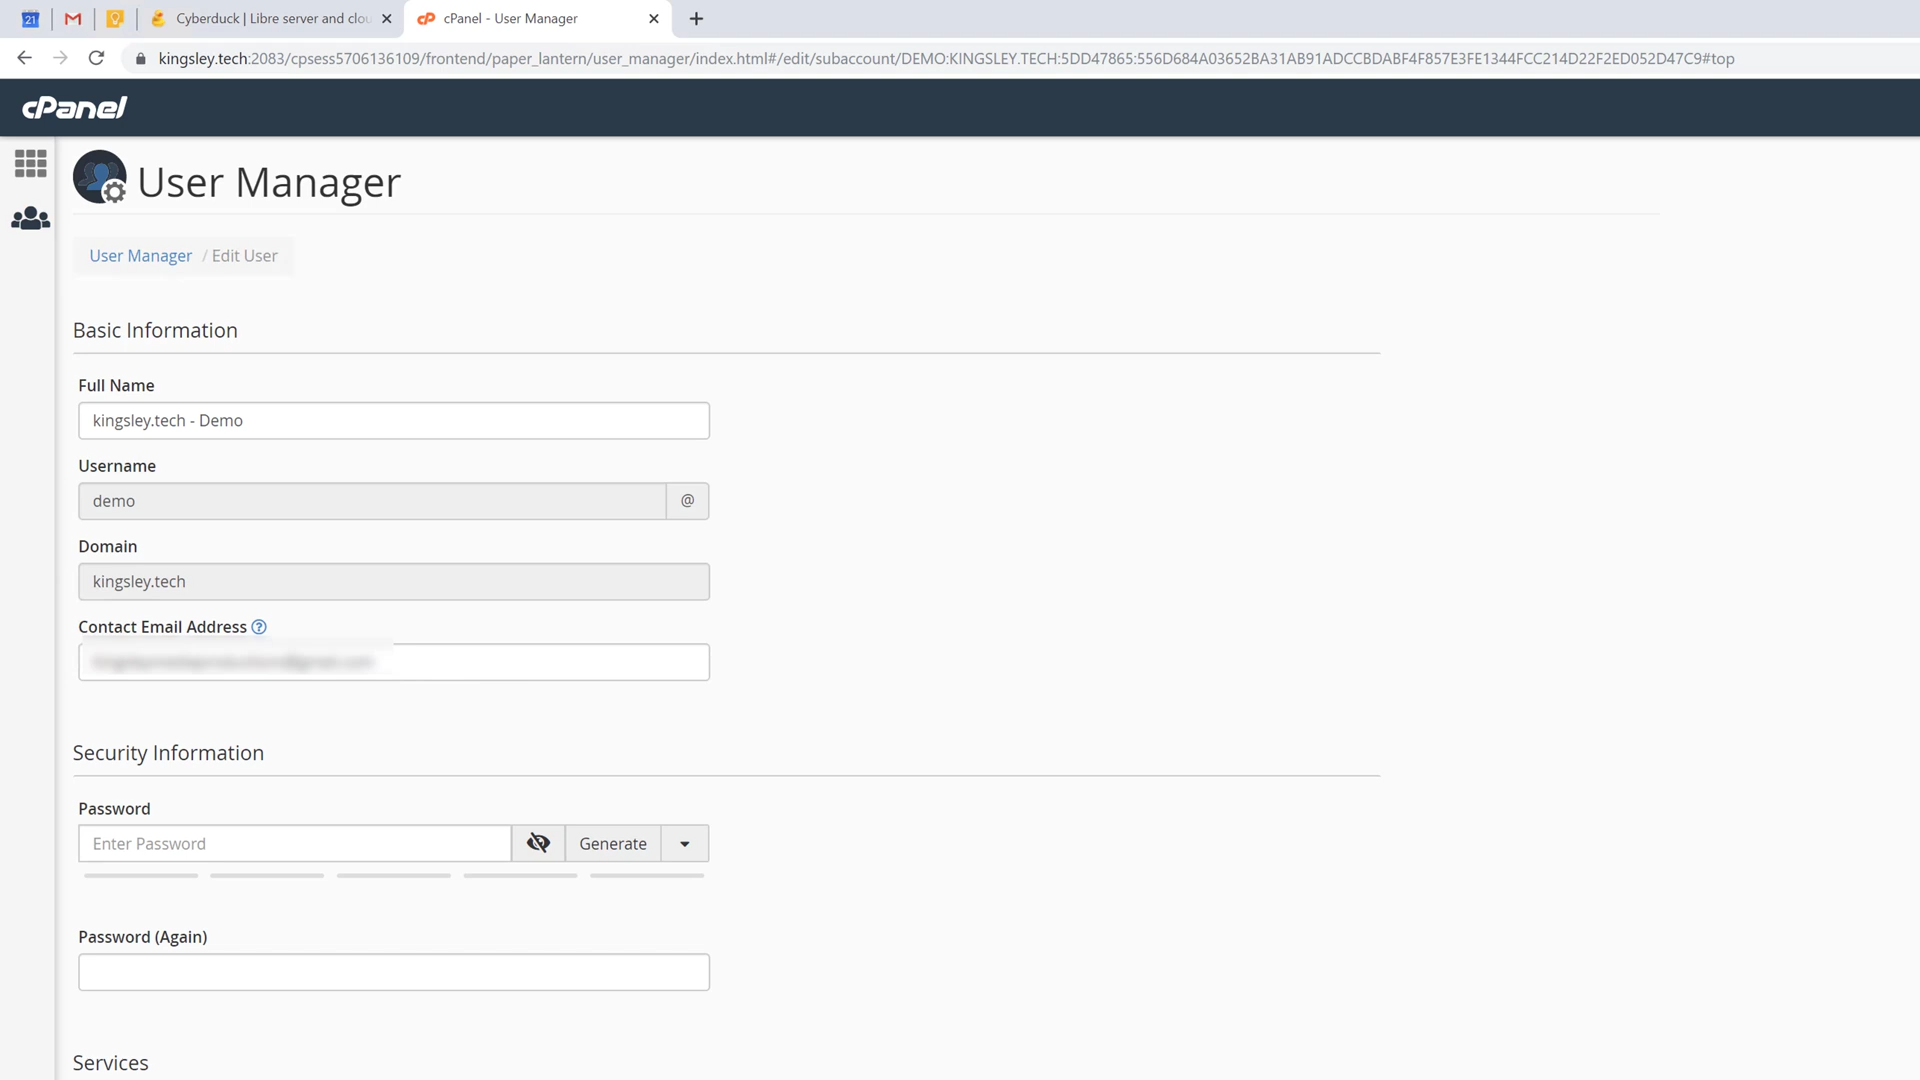 21
Cyberduck | Libre server and clou
cPanel - User Manager
kingsley.tech:2083/cpsess5706136109/frontend/paper_lantern/user_manager/index.html#/edit/subaccount/DEMO:KINGSLEY.TECH:5DD47865:556D684A03652BA31AB91ADCCBDABF4F857E3FE1344FCC214D22F2ED052D47C9#top
cPanel
User Manager
User Manager / Edit User
Basic Information
Full Name
kingsley.tech - Demo
Username
demo @
Domain
kingsley.tech
Contact Email Address
Security Information
Password
Enter Password Generate
Password (Again)
Services